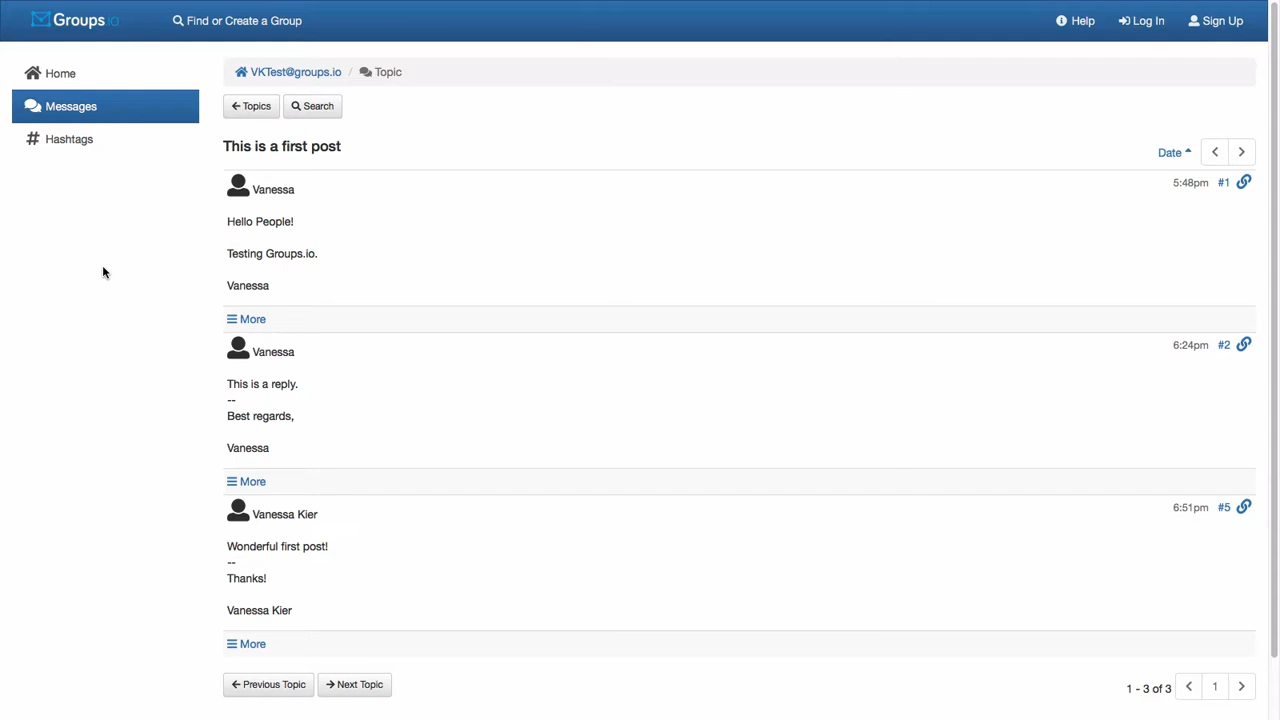 Groups.io
Find or Create a Group
Help
Log In
Sign Up
Home
Messages
Hashtags
VKTest@groups.io / Topic
Topics
Search
This is a first post
Date
Vanessa
5:48pm #1
Hello People!
Testing Groups.io.
Vanessa
More
Vanessa
6:24pm #2
This is a reply.
--
Best regards,
Vanessa
More
Vanessa Kier
6:51pm #5
Wonderful first post!
--
Thanks!
Vanessa Kier
More
Previous Topic
Next Topic
1 - 3 of 3
1